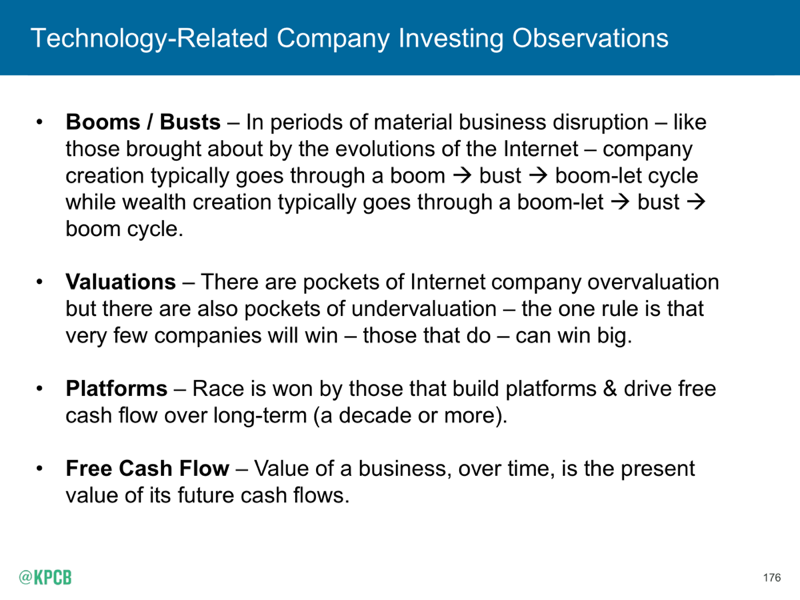 Technology-Related Company Investing Observations
• Booms / Busts – In periods of material business disruption – like
those brought about by the evolutions of the Internet – company
creation typically goes through a boom → bust → boom-let cycle
while wealth creation typically goes through a boom-let → bust →
boom cycle.
• Valuations – There are pockets of Internet company overvaluation
but there are also pockets of undervaluation – the one rule is that
very few companies will win – those that do – can win big.
• Platforms – Race is won by those that build platforms & drive free
cash flow over long-term (a decade or more).
• Free Cash Flow – Value of a business, over time, is the present
value of its future cash flows.
@KPCB
176